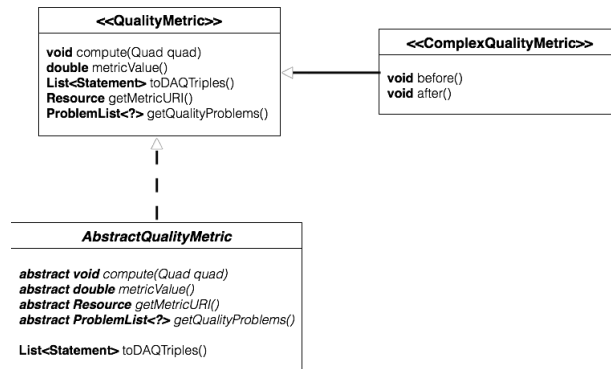 <<QualityMetric>>
void compute(Quad quad)
double metricValue()
List<Statement> toDAQTriples()
Resource getMetricURI()
ProblemList<?> getQualityProblems()
<<ComplexQualityMetric>>
void before()
void after()
AbstractQualityMetric
abstract void compute(Quad quad)
abstract double metricValue()
abstract Resource getMetricURI()
abstract ProblemList<?> getQualityProblems()
List<Statement> toDAQTriples()